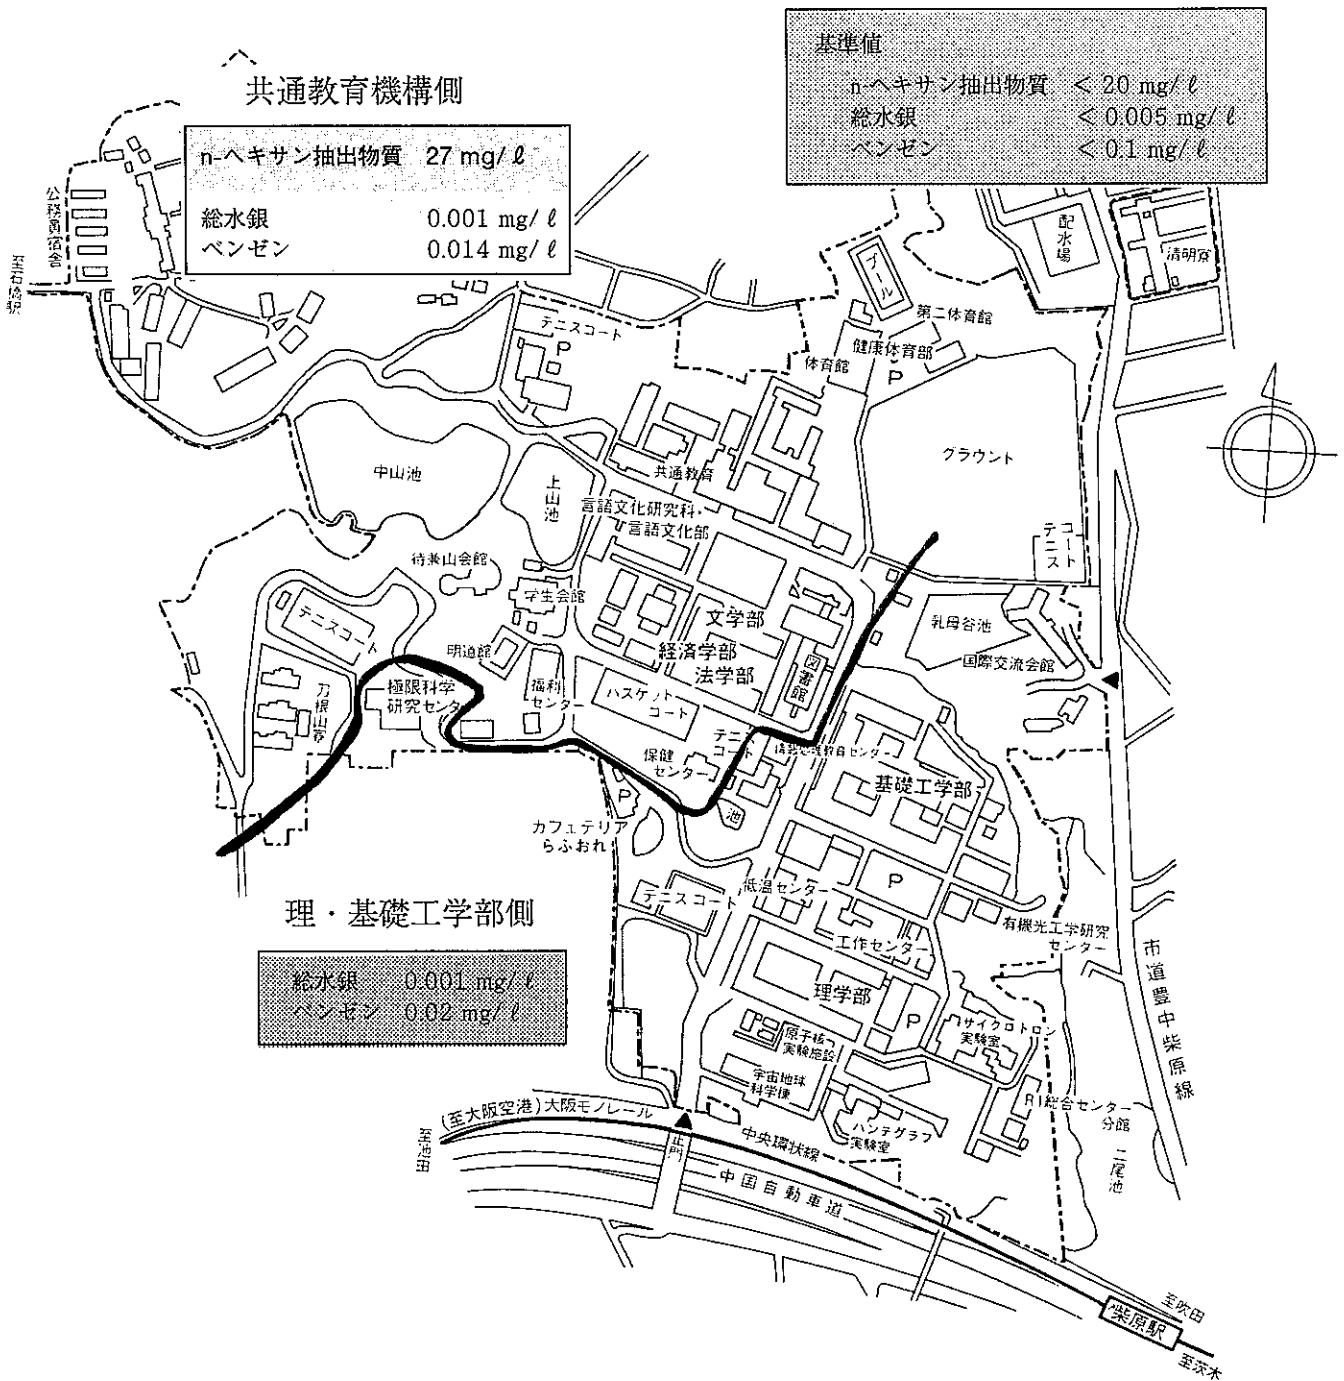 共通教育機構側
n-ヘキサン抽出物質 27 mg/ℓ
総水銀 0.001 mg/ℓ
ベンゼン 0.014 mg/ℓ
基準値
n-ヘキサン抽出物質 < 20 mg/ℓ
総水銀 < 0.005 mg/ℓ
ベンゼン < 0.1 mg/ℓ
公務員宿舎
至石橋駅
配水場
清明寮
プール
第二体育館
健康体育部
体育館
P
テニスコート
P
グラウント
中山池
上山池
共通教育
言語文化研究科・
言語文化部
テニスコート
待兼山会館
学生会館
テニスコート
明道館
文学部
経済学部
法学部
図書館
乳母谷池
国際交流会館
刀根山寮
極限科学
研究センタ
福利
センター
ハスケット
コート
テニ
コート
保健
センター
基礎工学部
P
池
カフェテリア
らふおれ
テニスコート
低温センター
P
有機光工学研究
センター
工作センター
理・基礎工学部側
総水銀 0.001 mg/ℓ
ベンゼン 0.02 mg/ℓ
理学部
P
サイクロトロン
実験室
原子核
実験施設
宇宙地球
科学棟
RI総合センター
分館
ハンテグラフ
実験室
市道豊中柴原線
二尾池
(至大阪空港)大阪モノレール
至池田
正門
中央環状線
中国自動車道
至吹田
柴原駅
至茨木